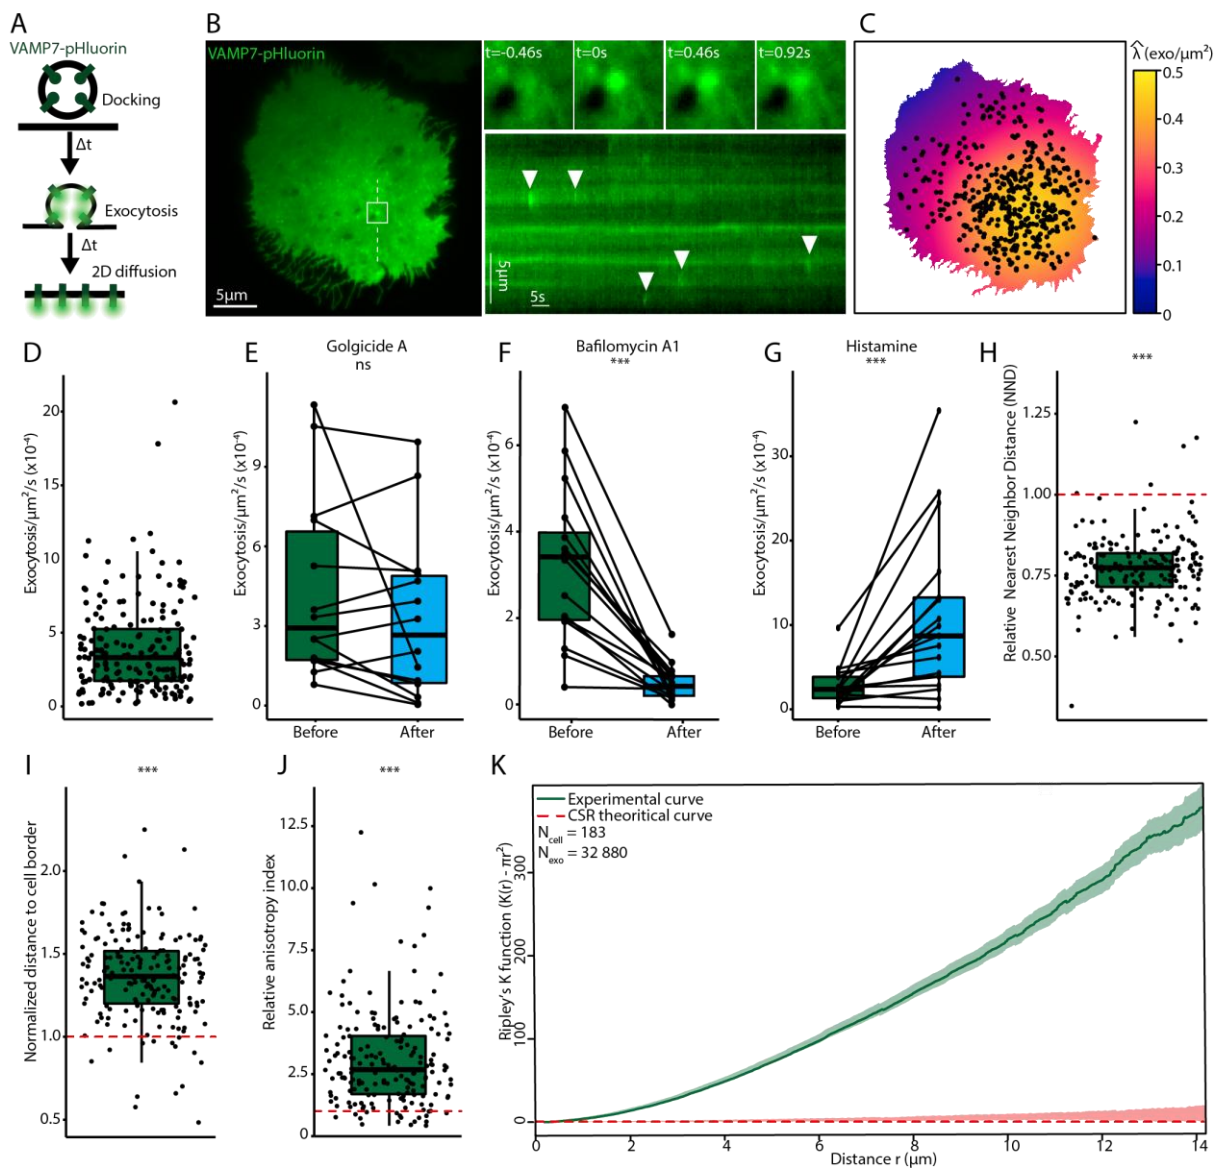 A
VAMP7-pHluorin
Docking
Δt
Exocytosis
Δt
2D diffusion
B
VAMP7-pHluorin
5µm
t=-0.46s
t=0s
t=0.46s
t=0.92s
5µm
5s
C
λ̂ (exo/µm²)
0.5
0.4
0.3
0.2
0.1
0
D
Exocytosis/µm²/s (x10⁻⁴)
20
15
10
5
0
E
Golgicide A
ns
Exocytosis/µm²/s (x10⁻⁴)
9
6
3
0
Before
After
F
Bafilomycin A1
***
Exocytosis/µm²/s (x10⁻⁴)
6
4
2
0
Before
After
G
Histamine
***
Exocytosis/µm²/s (x10⁻⁴)
30
20
10
0
Before
After
H
***
Relative Nearest Neighbor Distance (NND)
1.25
1.00
0.75
0.50
I
***
Normalized distance to cell border
2.0
1.5
1.0
0.5
J
***
Relative anisotropy index
12.5
10.0
7.5
5.0
2.5
0
K
Experimental curve
CSR theoritical curve
N_cell = 183
N_exo = 32 880
Ripley's K function (K(r) - πr²)
300
200
100
0
0 2 4 6 8 10 12 14
Distance r (µm)